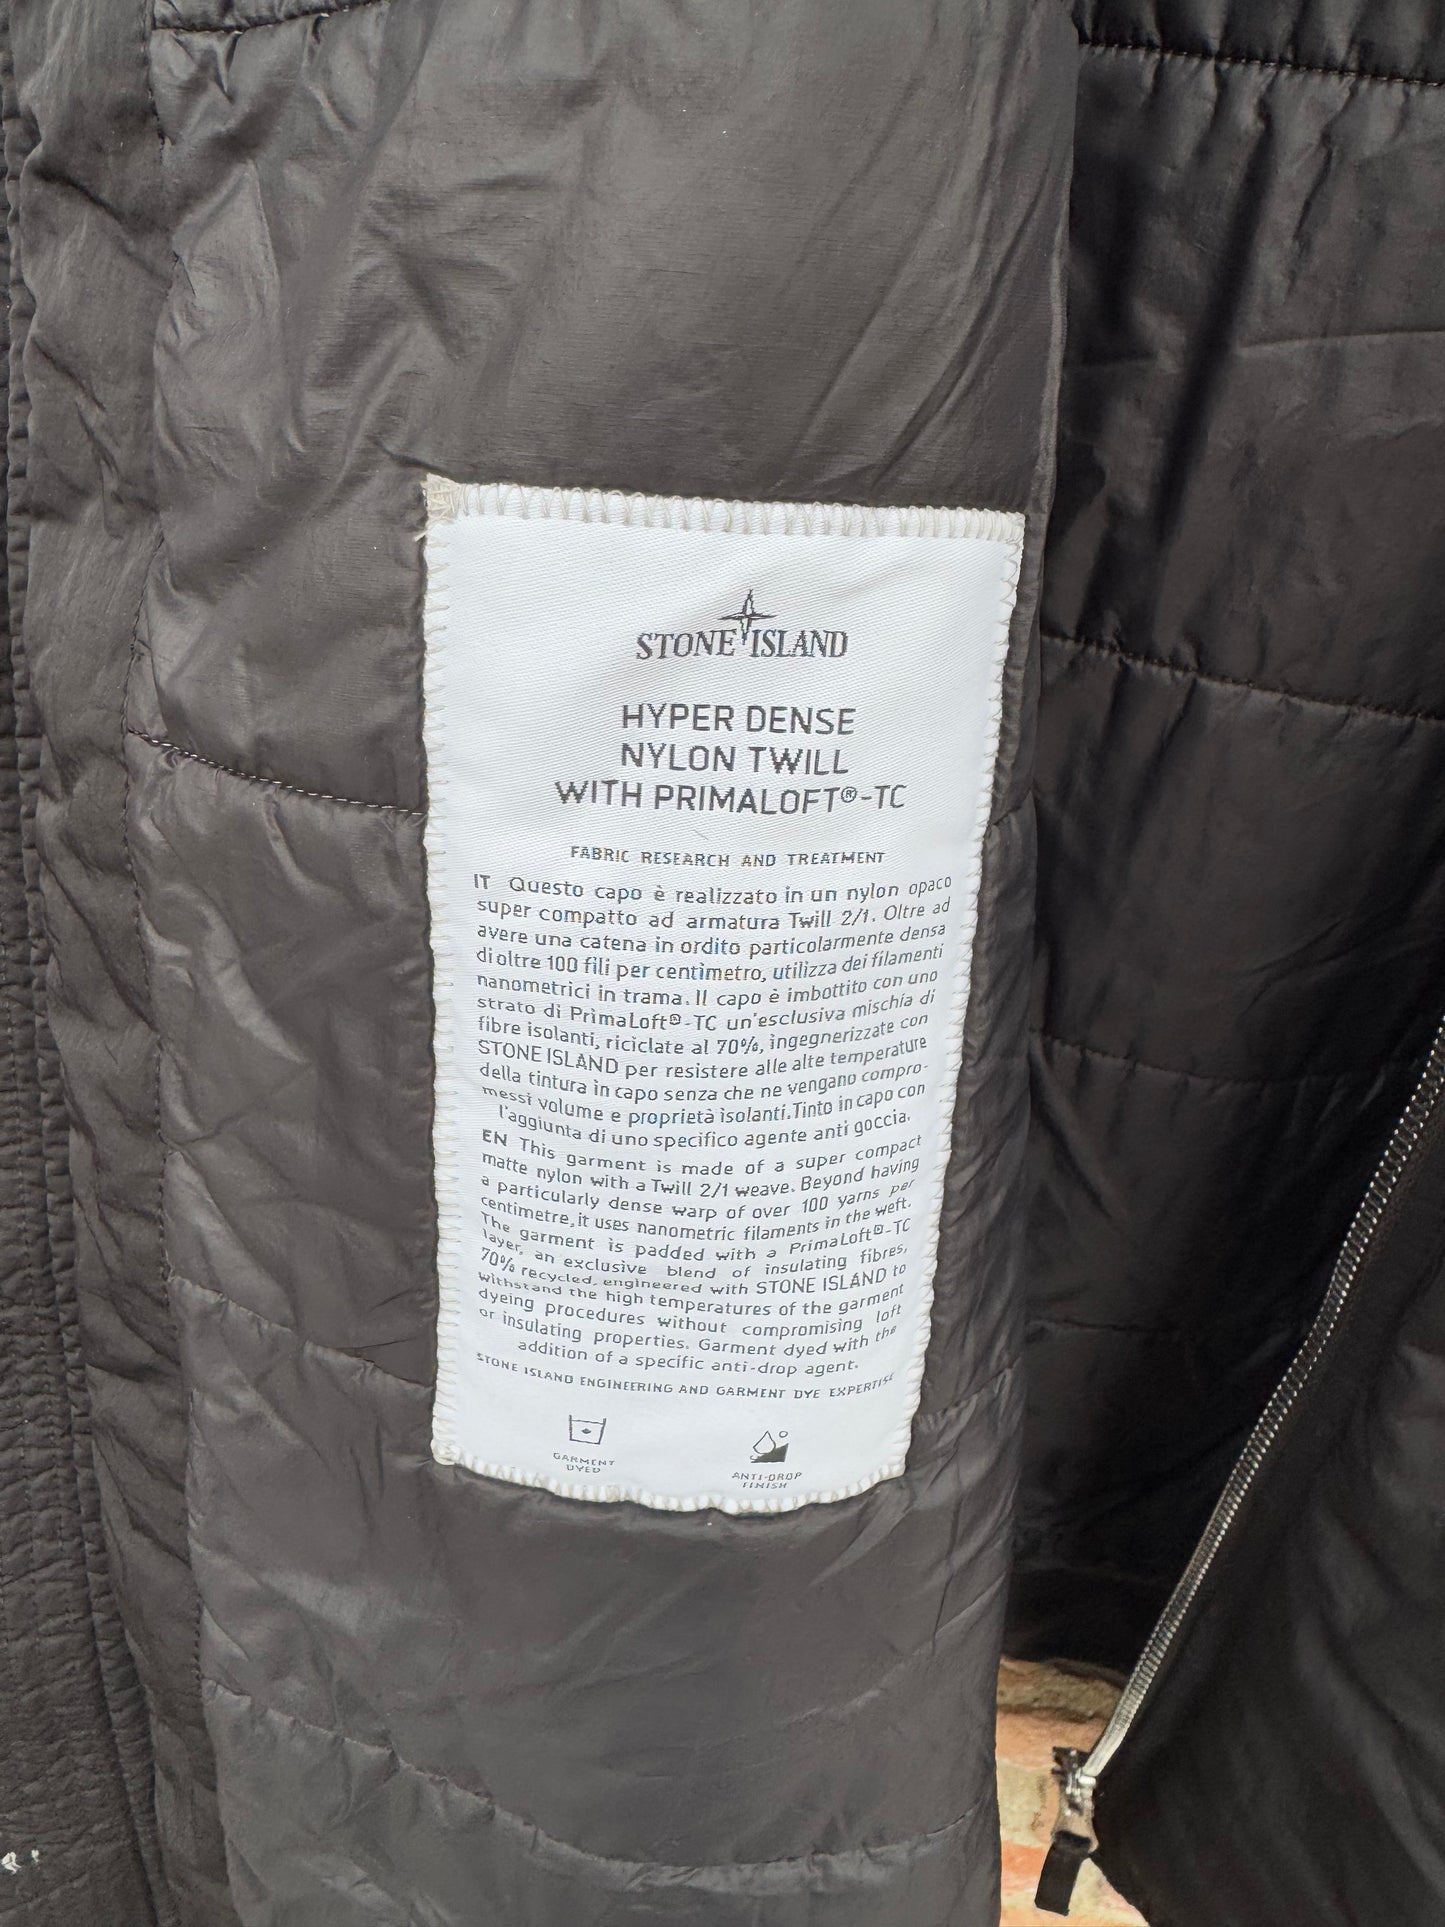 STONE ISLAND
HYPER DENSE
NYLON TWILL
WITH PRIMALOFT®-TC
FABRIC RESEARCH AND TREATMENT
IT Questo capo è realizzato in un nylon opaco
super compatto ad armatura Twill 2/1. Oltre ad
avere una catena in ordito particolarmente densa
di oltre 100 fili per centimetro, utilizza dei filamenti
nanometrici in trama. Il capo è imbottito con uno
strato di PrimaLoft®-TC un'esclusiva mischia di
fibre isolanti, riciclate al 70%, ingegnerizzate con
STONE ISLAND per resistere alle alte temperature
della tintura in capo senza che ne vengano compro-
messi volume e proprietà isolanti. Tinto in capo con
l'aggiunta di uno specifico agente anti goccia.
EN This garment is made of a super compact
matte nylon with a Twill 2/1 weave. Beyond having
a particularly dense warp of over 100 yarns per
centimetre, it uses nanometric filaments in the weft.
The garment is padded with a PrimaLoft®-TC
layer, an exclusive blend of insulating fibres,
70% recycled, engineered with STONE ISLAND to
withstand the high temperatures of the garment
dyeing procedures without compromising loft
or insulating properties. Garment dyed with the
addition of a specific anti-drop agent.
STONE ISLAND ENGINEERING AND GARMENT DYE EXPERTISE
GARMENT
DYED
ANTI-DROP
FINISH